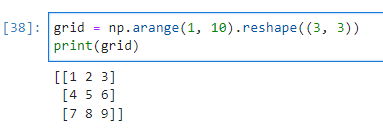 [38]: grid = np.arange(1, 10).reshape((3, 3))
print(grid)
[[1 2 3]
[4 5 6]
[7 8 9]]